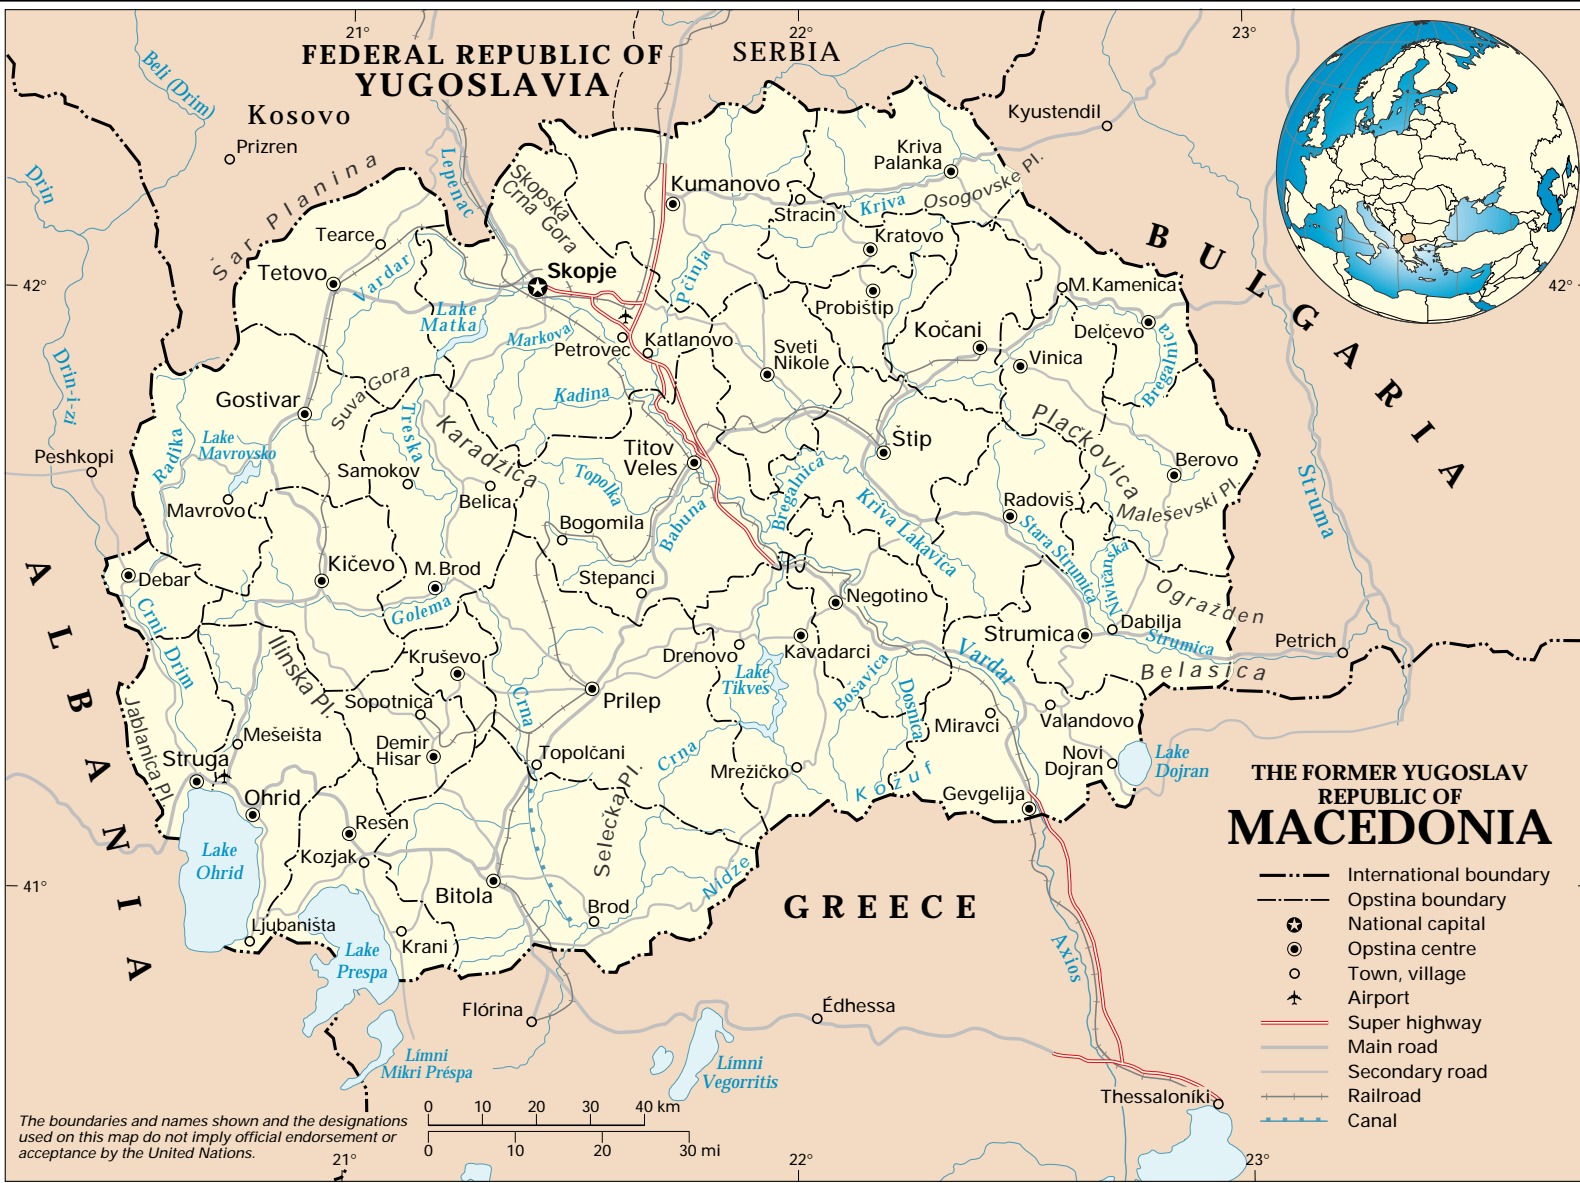 21°
22°
23°
FEDERAL REPUBLIC OF
YUGOSLAVIA
SERBIA
Beli (Drim)
Kosovo
Prizren
Kyustendil
Drin
Šar Planina
Lepenac
Skopska
Crna Gora
Kumanovo
Stracin
Kriva
Palanka
Kriva
Osogovske Pl.
Kratovo
BULGARIA
Tearce
Tetovo
Vardar
Skopje
Pčinja
42°
42°
Lake
Matka
Markova
Petrovec
Katlanovo
Probištip
M.Kamenica
Delčevo
Kočani
Vinica
Bregalnica
Sveti
Nikole
Drin-i-zi
Gostivar
Suva Gora
Treska
Kadina
Karadzica
Plačkovica
Peshkopi
Radika
Lake
Mavrovsko
Samokov
Belica
Titov
Veles
Topolka
Štip
Berovo
Maleševski Pl.
Struma
Mavrovo
Bogomila
Babuna
Bregalnica
Kriva Lakavica
Radoviš
Stara Strumica
Nivičanska
Ogražden
ALBANIA
Debar
Kičevo
M.Brod
Golema
Stepanci
Negotino
Crni Drim
Strumica
Dabilja
Strumica
Petrich
Belasica
Ilinska Pl.
Kruševo
Drenovo
Kavadarci
Vardar
Lake
Tikveš
Bošavica
Dosnica
Sopotnica
Crna
Prilep
Miravci
Valandovo
Jablanica Pl.
Mešeišta
Struga
Demir
Hisar
Topolčani
Crna
Mrežičko
Kožuf
Novi
Dojran
Lake
Dojran
Gevgelija
Ohrid
Resen
Kozjak
Selečka Pl.
Lake
Ohrid
41°
Bitola
Nidze
Brod
GREECE
Ljubaništa
Krani
Lake
Prespa
Axios
Flórina
Édhessa
Límni
Mikri Préspa
Límni
Vegorritis
Thessaloníki
THE FORMER YUGOSLAV
REPUBLIC OF
MACEDONIA
International boundary
Opstina boundary
National capital
Opstina centre
Town, village
Airport
Super highway
Main road
Secondary road
Railroad
Canal
0 10 20 30 40 km
0 10 20 30 mi
The boundaries and names shown and the designations
used on this map do not imply official endorsement or
acceptance by the United Nations.
21°
22°
23°